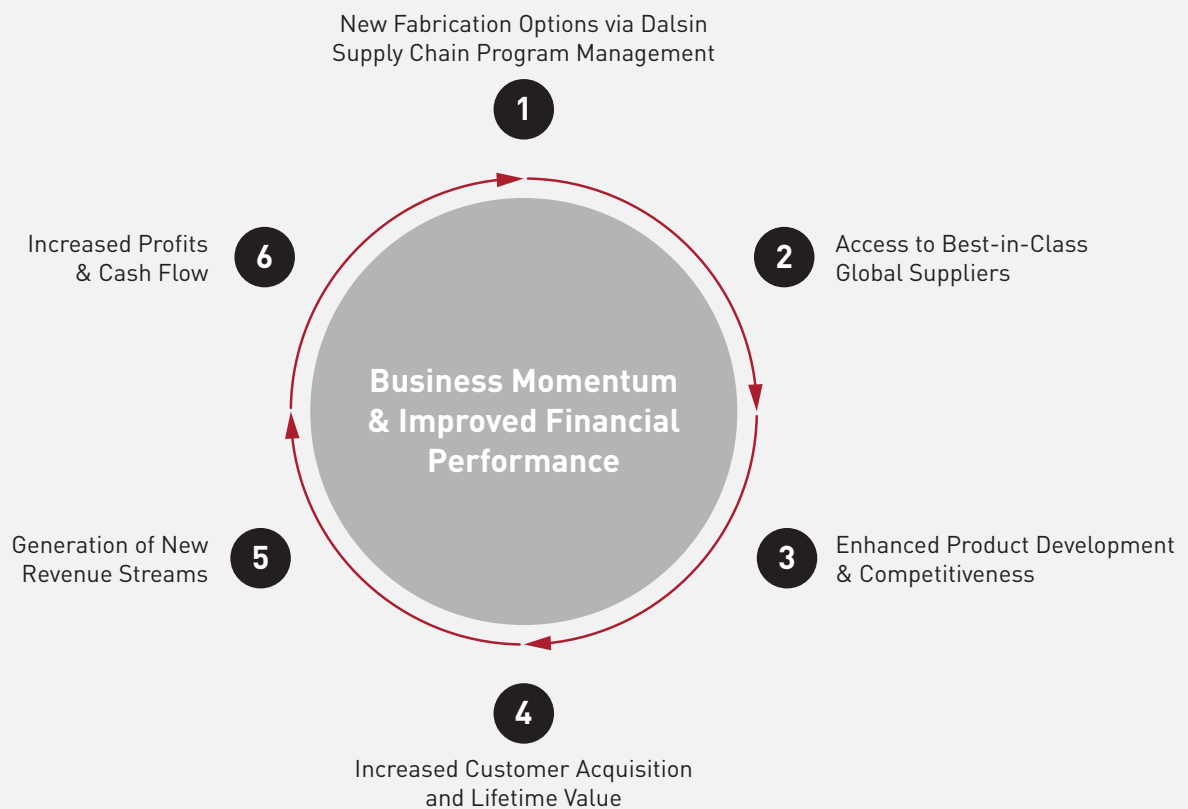 New Fabrication Options via Dalsin
Supply Chain Program Management
1
2
Access to Best-in-Class
Global Suppliers
3
Enhanced Product Development
& Competitiveness
4
Increased Customer Acquisition
and Lifetime Value
5
Generation of New
Revenue Streams
6
Increased Profits
& Cash Flow
Business Momentum
& Improved Financial
Performance